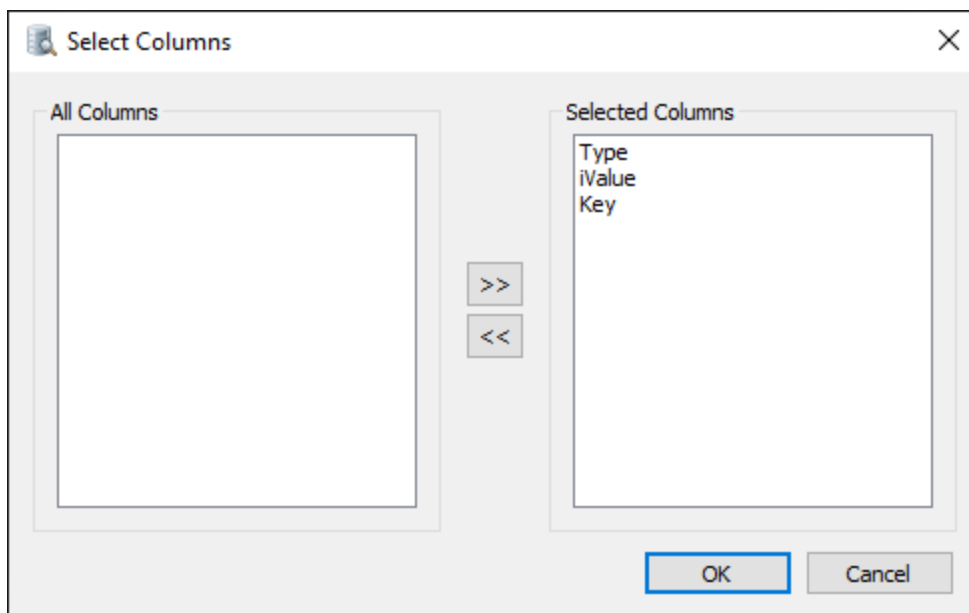 Select Columns
All Columns
Selected Columns
Type
iValue
Key
>>
<<
OK
Cancel